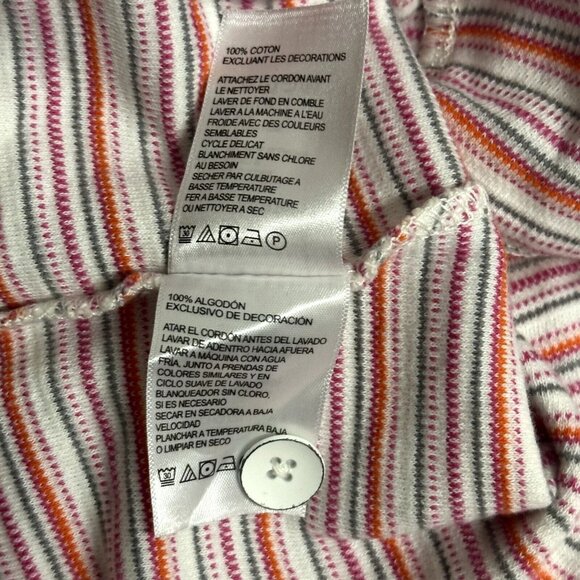 100% COTON
EXCLUANT LES DECORATIONS
ATTACHEZ LE CORDON AVANT
LE NETTOYER
LAVER DE FOND EN COMBLE
LAVER A LA MACHINE A L'EAU
FROIDE AVEC DES COULEURS
SEMBLABLES
CYCLE DELICAT
BLANCHIMENT SANS CHLORE
AU BESOIN
SECHER PAR CULBUTAGE A
BASSE TEMPERATURE
FER A BASSE TEMPERATURE
OU NETTOYER A SEC
30
P
100% ALGODÓN
EXCLUSIVO DE DECORACIÓN
ATAR EL CORDÓN ANTES DEL LAVADO
LAVAR DE ADENTRO HACIA AFUERA
LAVAR A MÁQUINA CON AGUA
FRÍA, JUNTO A PRENDAS DE
COLORES SIMILARES Y EN
CICLO SUAVE DE LAVADO
BLANQUEADOR SIN CLORO,
SI ES NECESARIO
SECAR EN SECADORA A BAJA
VELOCIDAD
PLANCHAR A TEMPERATURA BAJA
O LIMPIAR EN SECO
30